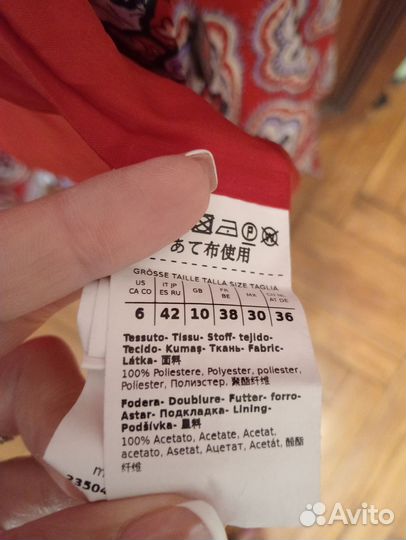 あて布使用
GRÖSSE TAILLE TALLA SIZE TAGLIA
US CA CO IT JP ES RU GB FR BE MX AT DE
6 42 10 38 30 36
Tessuto- Tissu- Stoff- tejido-
Tecido- Kumaş- Ткань- Fabric-
Látka- 面料
100% Poliestere, Polyester, poliester,
Poliester, Полиэстер, 聚酯纤维
Fodera- Doublure- Futter- forro-
Astar- Подкладка- Lining-
Podšívka- 里料
100% Acetato, Acetate, Acetat,
acetato, Asetat, Ацетат, Acetát, 醋酯
纤维
23504
Avito